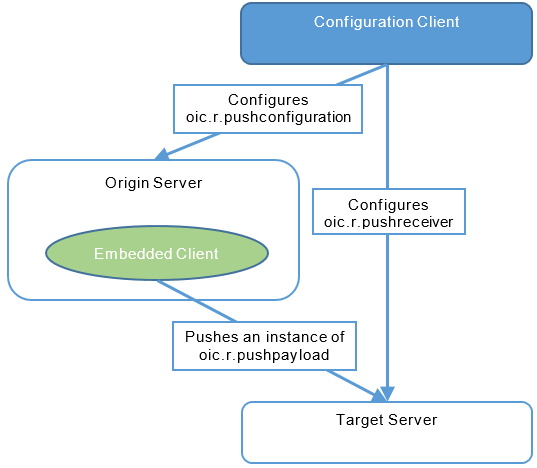 Configuration Client
Configures
oic.r.pushconfiguration
Origin Server
Configures
oic.r.pushreceiver
Embedded Client
Pushes an instance of
oic.r.pushpayload
Target Server